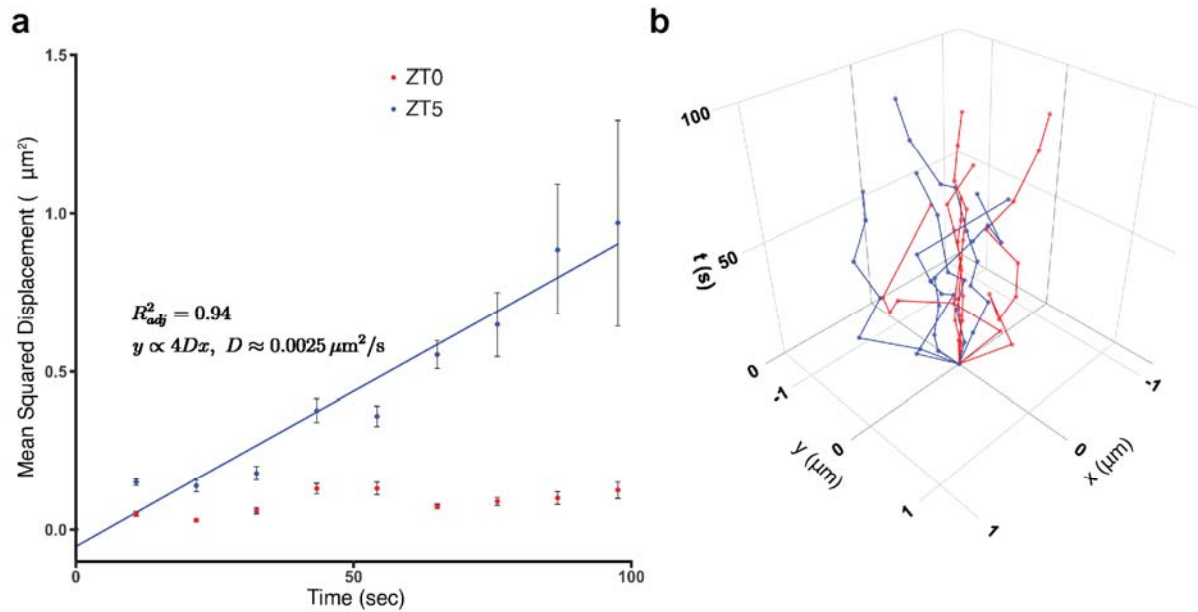 a
1.5
1.0
0.5
0.0
Mean Squared Displacement ( μm²)
ZT0
ZT5
R²adj = 0.94
y ∝ 4Dx, D ≈ 0.0025 μm²/s
0
50
100
Time (sec)
b
100
50
t (s)
0
-1
0
1
y (μm)
-1
0
1
x (μm)